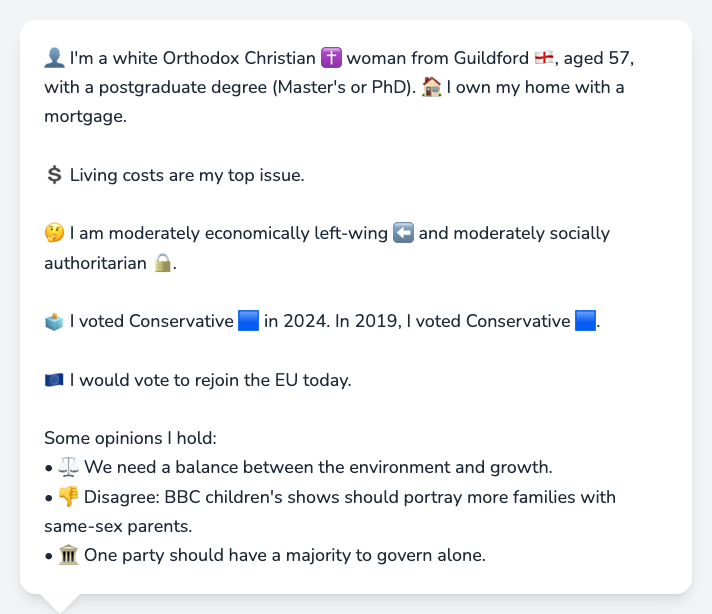 👤 I'm a white Orthodox Christian ✝️ woman from Guildford 🏴󠁧󠁢󠁥󠁮󠁧󠁿, aged 57,
with a postgraduate degree (Master's or PhD). 🏠 I own my home with a
mortgage.
💲 Living costs are my top issue.
🤔 I am moderately economically left-wing ⬅️ and moderately socially
authoritarian 🔒.
🗳️ I voted Conservative 🟦 in 2024. In 2019, I voted Conservative 🟦.
🇪🇺 I would vote to rejoin the EU today.
Some opinions I hold:
• ⚖️ We need a balance between the environment and growth.
• 👎 Disagree: BBC children's shows should portray more families with
same-sex parents.
• 🏛️ One party should have a majority to govern alone.